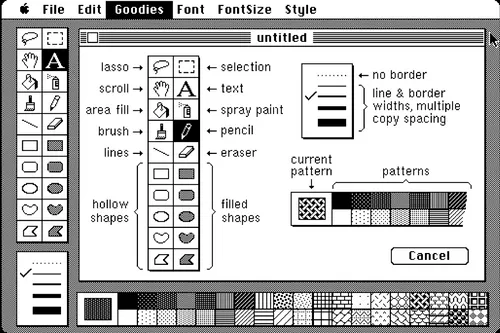 File Edit Goodies Font FontSize Style
untitled
lasso selection
scroll text
area fill spray paint
brush pencil
lines eraser
hollow shapes
filled shapes
no border
line & border
widths, multiple
copy spacing
current
pattern
patterns
Cancel
A
A